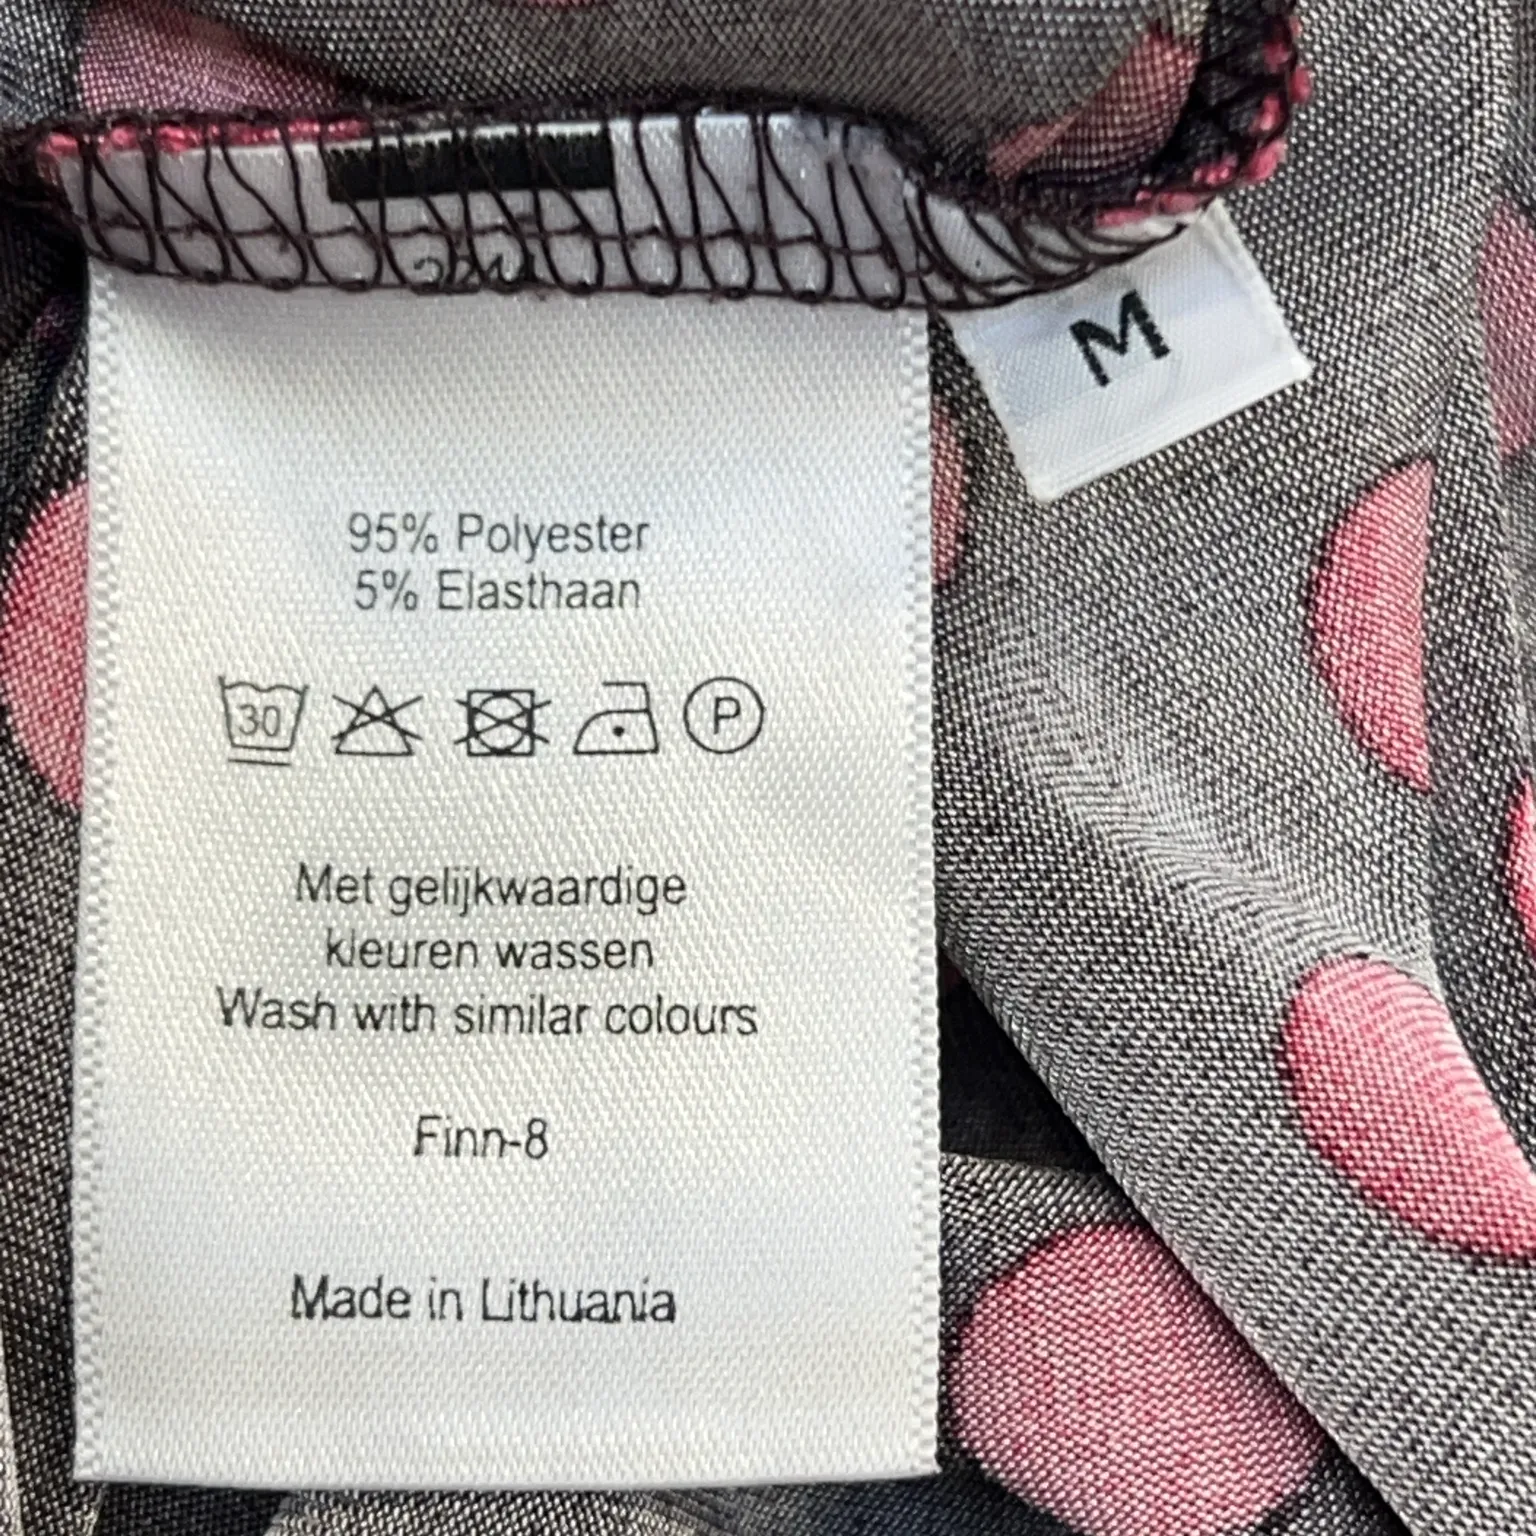 M
95% Polyester
5% Elasthaan
30 P
Met gelijkwaardige
kleuren wassen
Wash with similar colours
Finn-8
Made in Lithuania